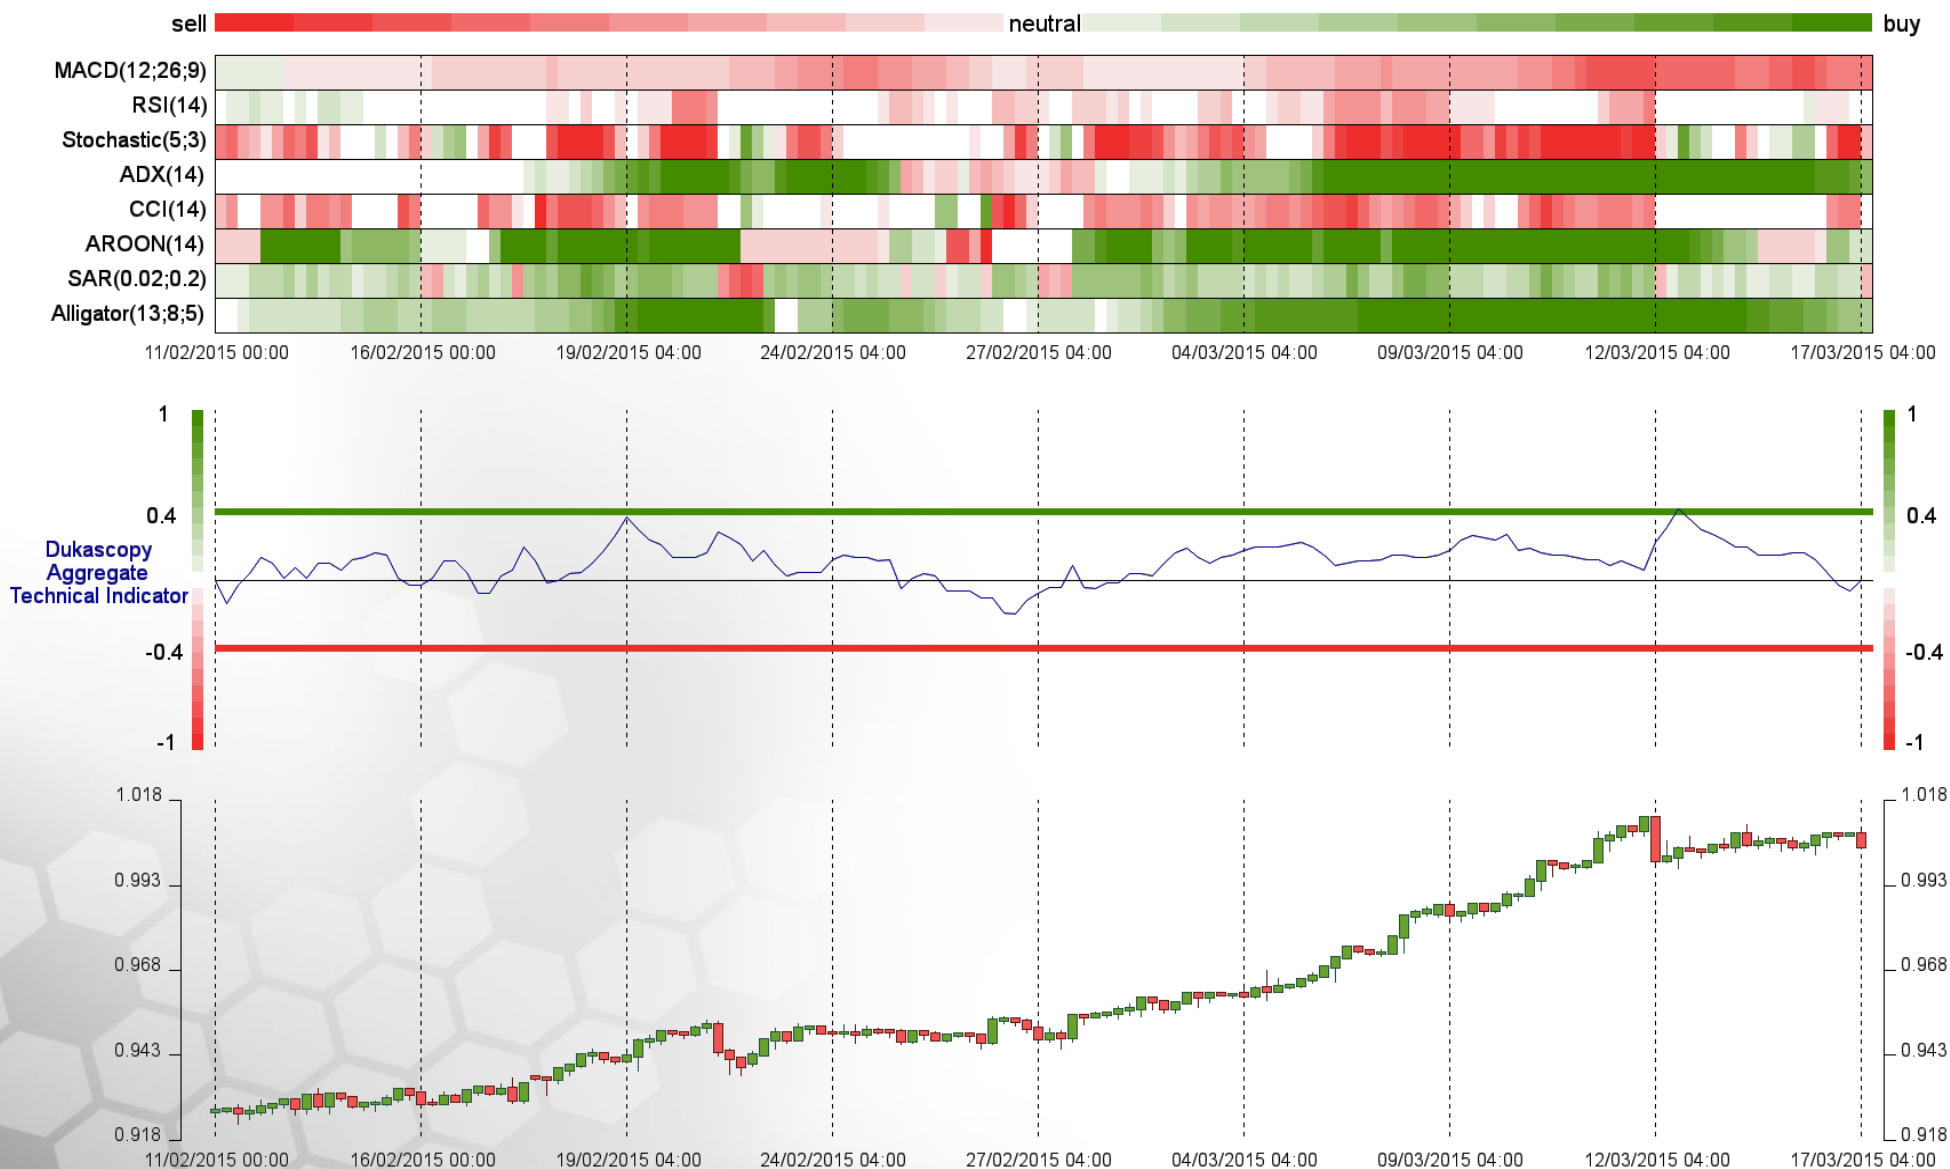 sell neutral buy
MACD(12;26;9)
RSI(14)
Stochastic(5;3)
ADX(14)
CCI(14)
AROON(14)
SAR(0.02;0.2)
Alligator(13;8;5)
11/02/2015 00:00 16/02/2015 00:00 19/02/2015 04:00 24/02/2015 04:00 27/02/2015 04:00 04/03/2015 04:00 09/03/2015 04:00 12/03/2015 04:00 17/03/2015 04:00
1 1
0.4 0.4
Dukascopy
Aggregate
Technical Indicator
-0.4 -0.4
-1 -1
1.018 1.018
0.993 0.993
0.968 0.968
0.943 0.943
0.918 0.918
11/02/2015 00:00 16/02/2015 00:00 19/02/2015 04:00 24/02/2015 04:00 27/02/2015 04:00 04/03/2015 04:00 09/03/2015 04:00 12/03/2015 04:00 17/03/2015 04:00